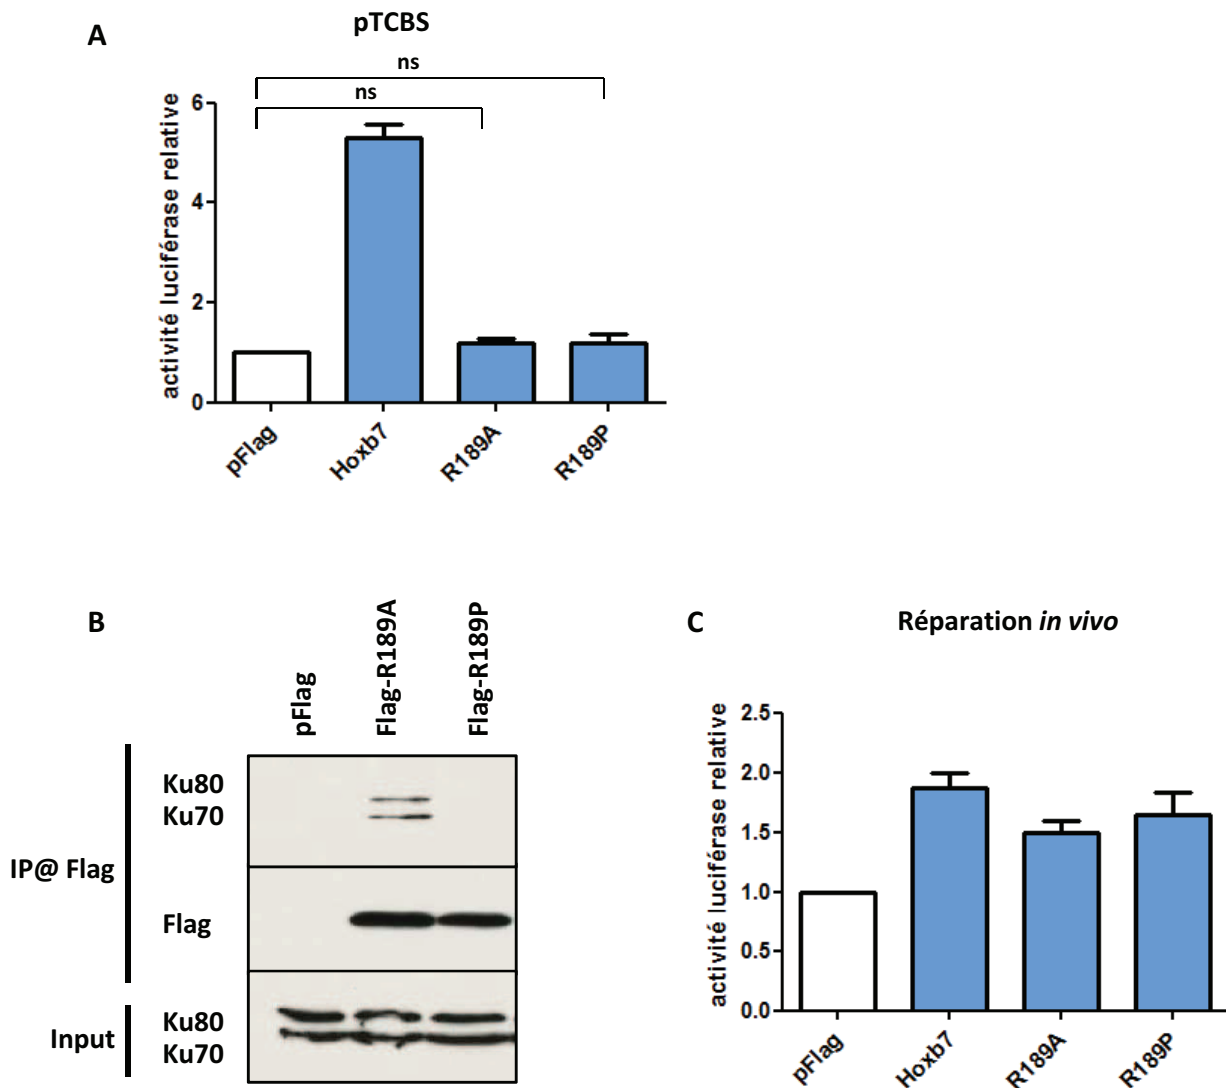 A
pTCBS
ns
ns
activité luciférase relative
6
4
2
0
pFlag
Hoxb7
R189A
R189P
B
pFlag
Flag-R189A
Flag-R189P
IP@ Flag
Ku80
Ku70
Flag
Input
Ku80
Ku70
C
Réparation in vivo
activité luciférase relative
2.5
2.0
1.5
1.0
0.5
0.0
pFlag
Hoxb7
R189A
R189P